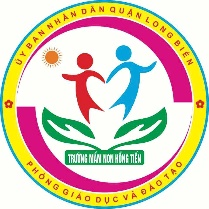 ỦY BAN NHÂN DÂN QUẬN LONG BIÊN
TRƯỜNG MẦM NON HỒNG TIẾN
PHÒNG GIÁO DỤC VÀ ĐÀO TẠO